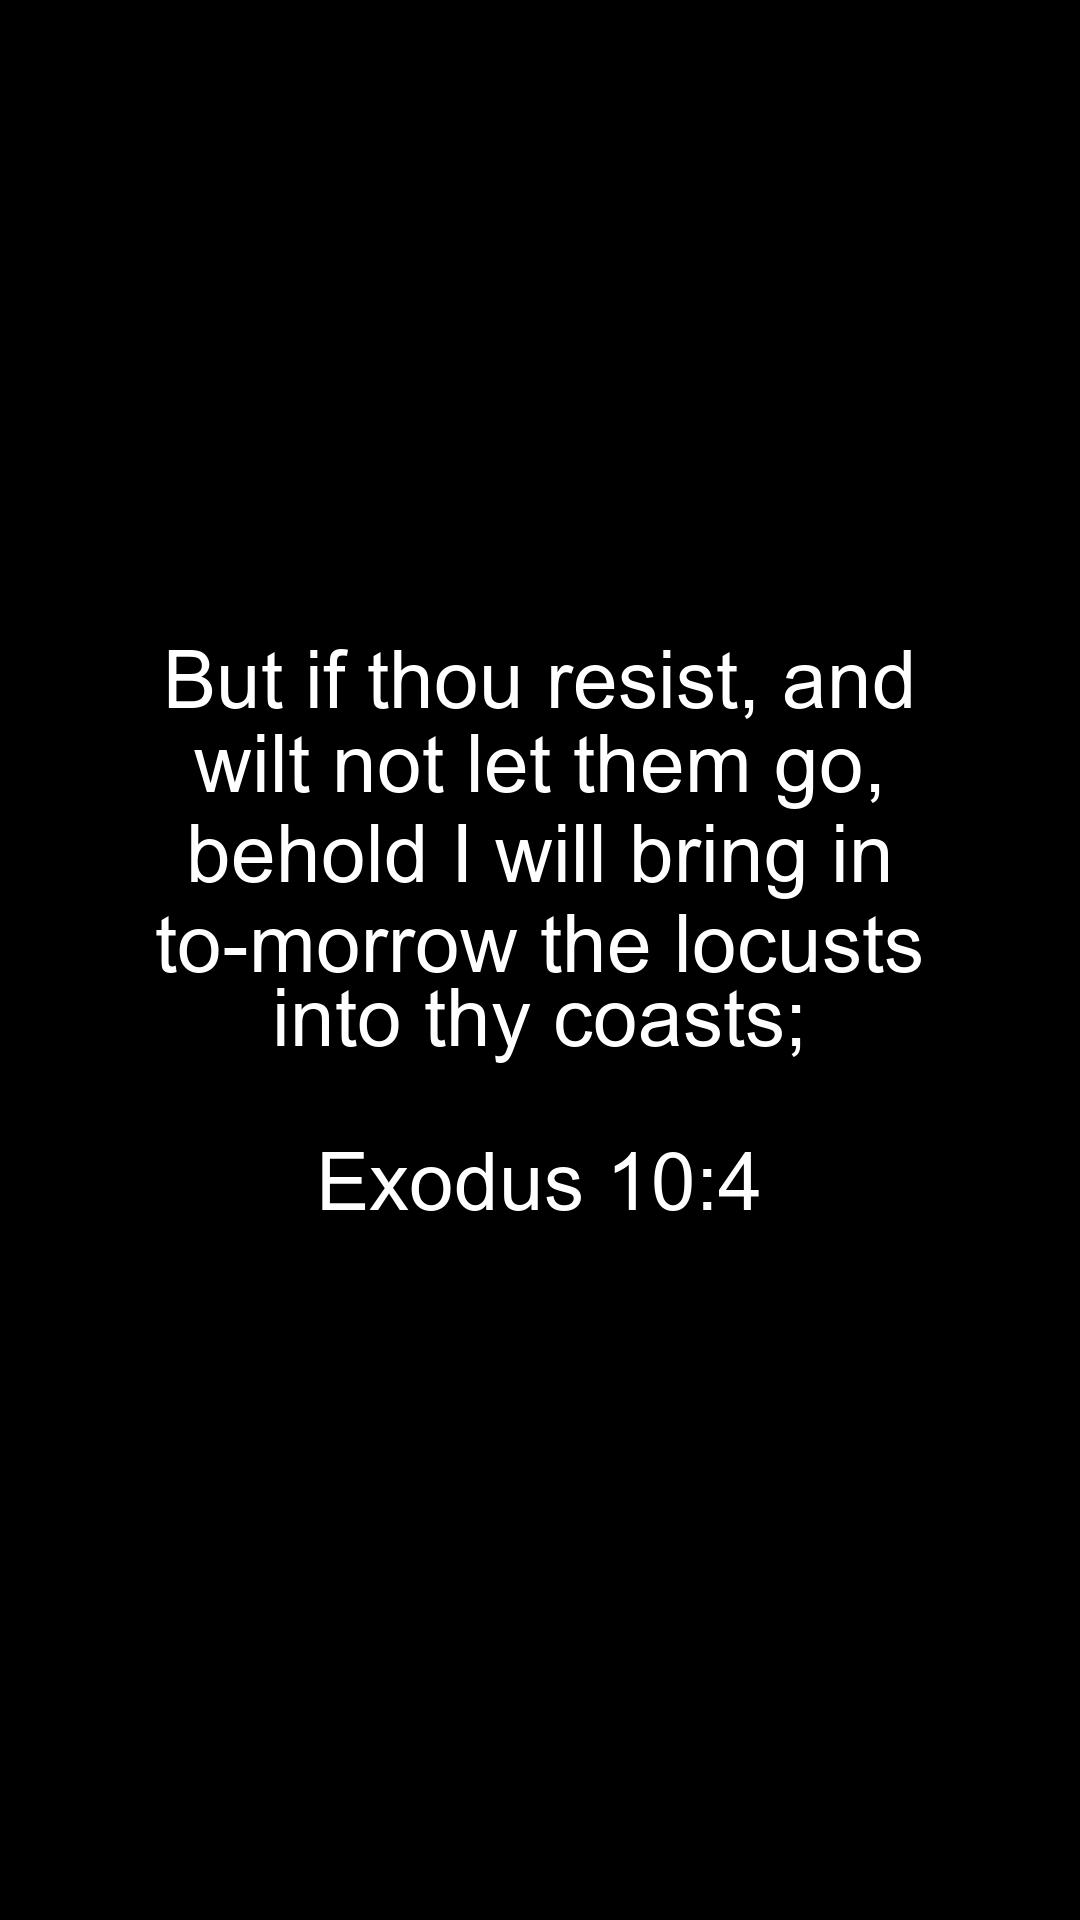 But if thou resist, and
wilt not let them go,
behold I will bring in
to-morrow the locusts
into thy coasts;
Exodus 10:4